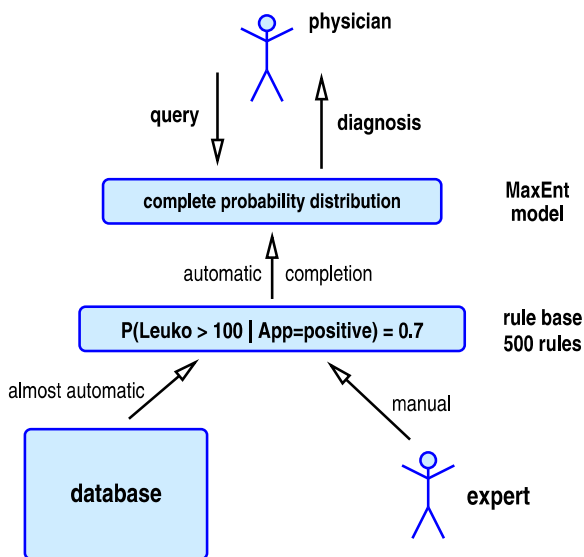 physician
query
diagnosis
complete probability distribution
MaxEnt
model
automatic completion
P(Leuko > 100 | App=positive) = 0.7
rule base
500 rules
almost automatic
manual
database
expert